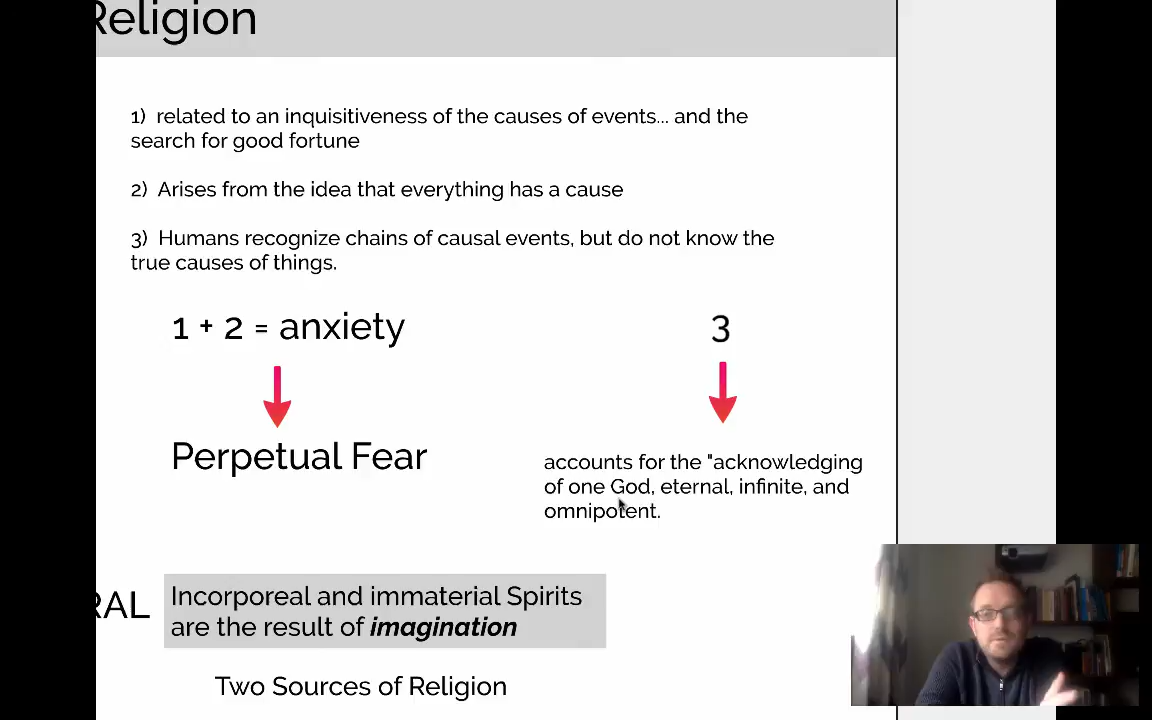 Religion
1) related to an inquisitiveness of the causes of events... and the
search for good fortune
2) Arises from the idea that everything has a cause
3) Humans recognize chains of causal events, but do not know the
true causes of things.
1 + 2 = anxiety
3
Perpetual Fear
accounts for the "acknowledging
of one God, eternal, infinite, and
omnipotent.
RAL
Incorporeal and immaterial Spirits
are the result of imagination
Two Sources of Religion